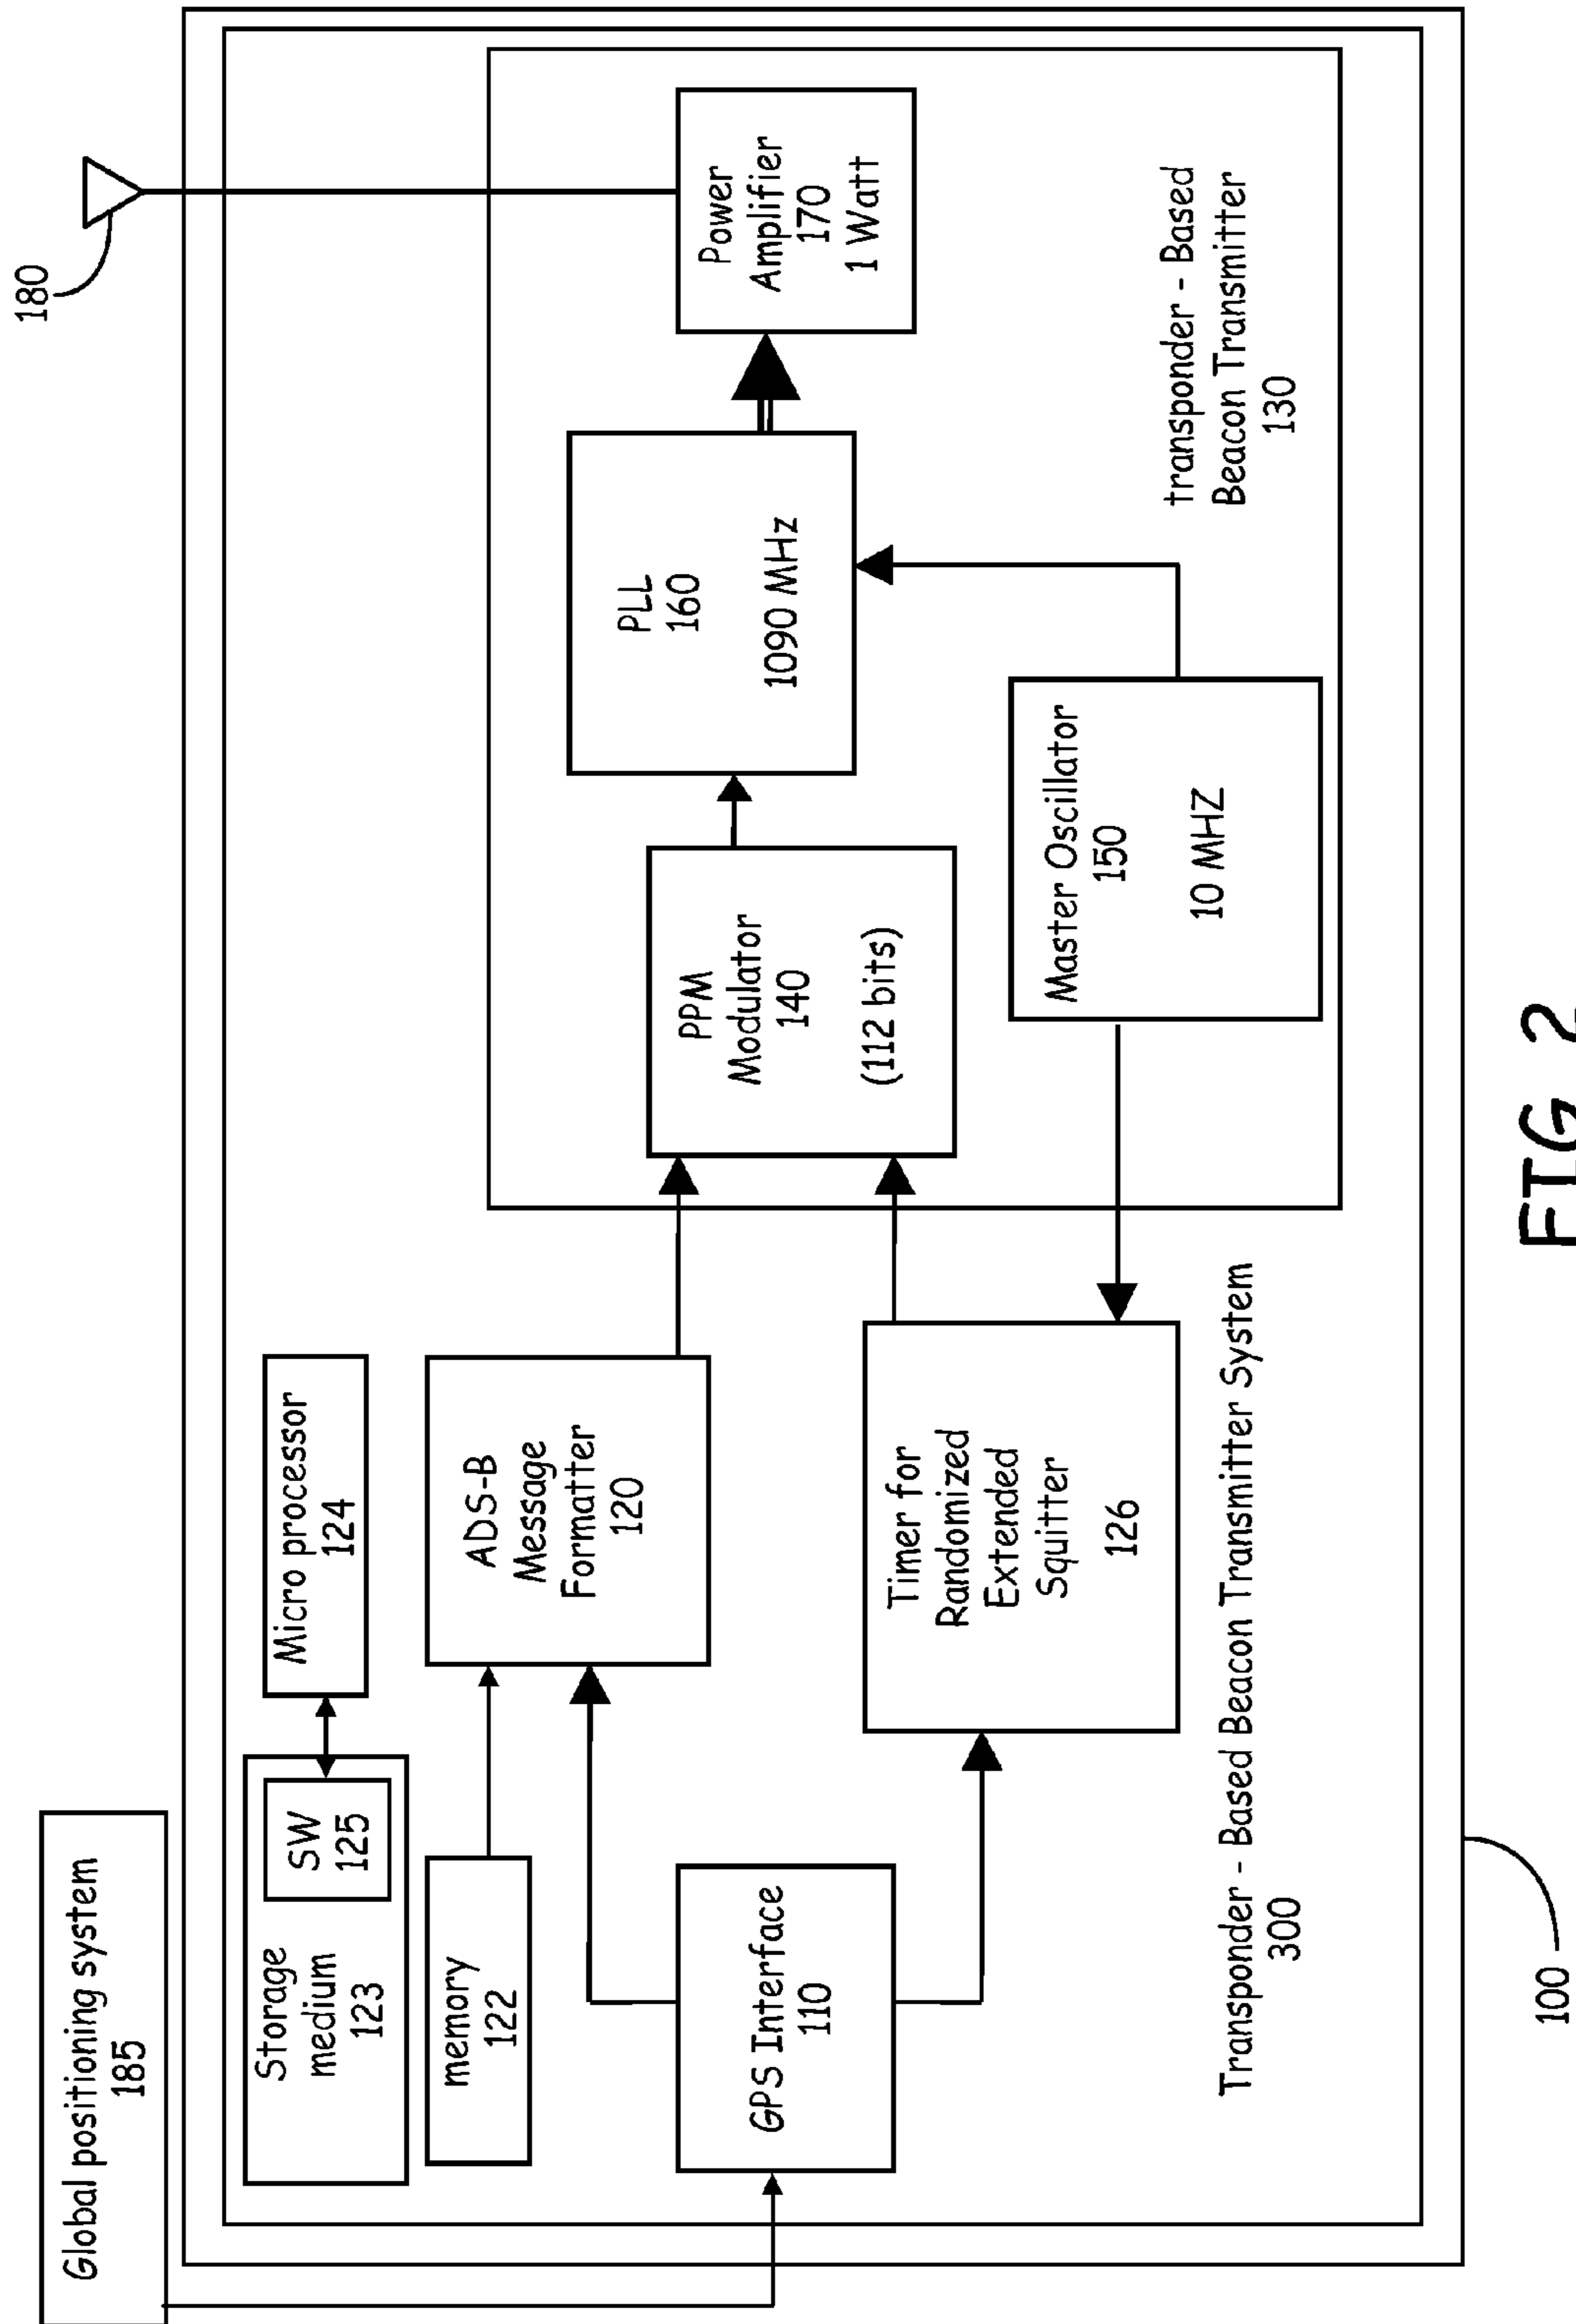 Global positioning system
185
180
Storage
medium
123
SW
125
Micro processor
124
memory
122
ADS-B
Message
Formatter
120
GPS Interface
110
Timer for
Randomized
Extended
Squitter
126
PPM
Modulator
140
(112 bits)
PLL
160
1090 MHz
Power
Amplifier
170
1 Watt
Master Oscillator
150
10 MHZ
transponder - Based
Beacon Transmitter
130
Transponder - Based Beacon Transmitter System
300
100
FIG 2